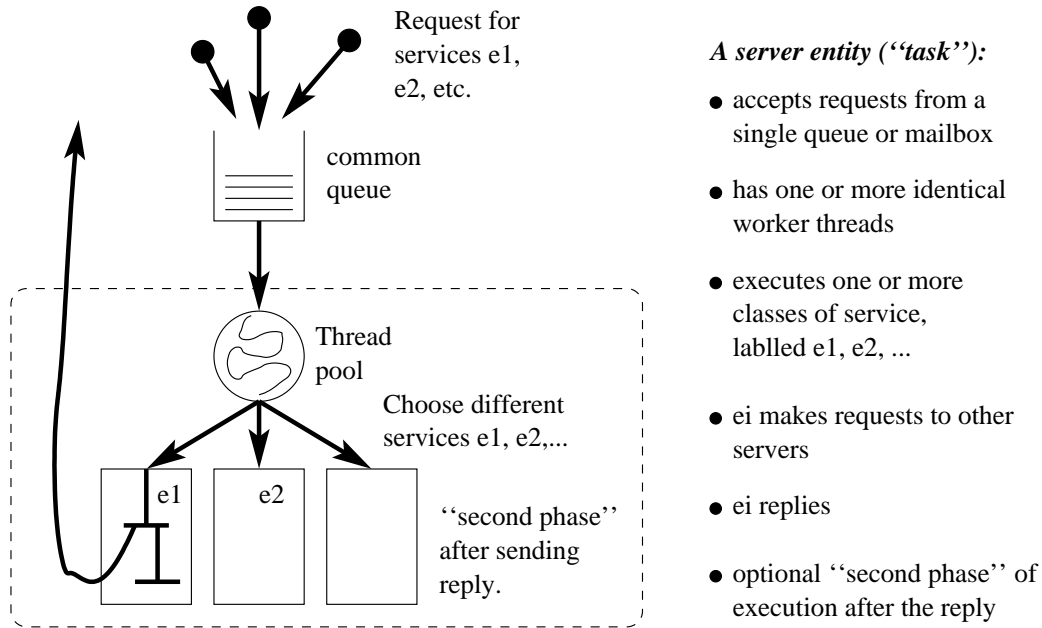 Request for
services e1,
e2, etc.
common
queue
Thread
pool
Choose different
services e1, e2,...
e1
e2
‘‘second phase’’
after sending
reply.
A server entity (‘‘task’’):
● accepts requests from a
single queue or mailbox
● has one or more identical
worker threads
● executes one or more
classes of service,
lablled e1, e2, ...
● ei makes requests to other
servers
● ei replies
● optional ‘‘second phase’’ of
execution after the reply